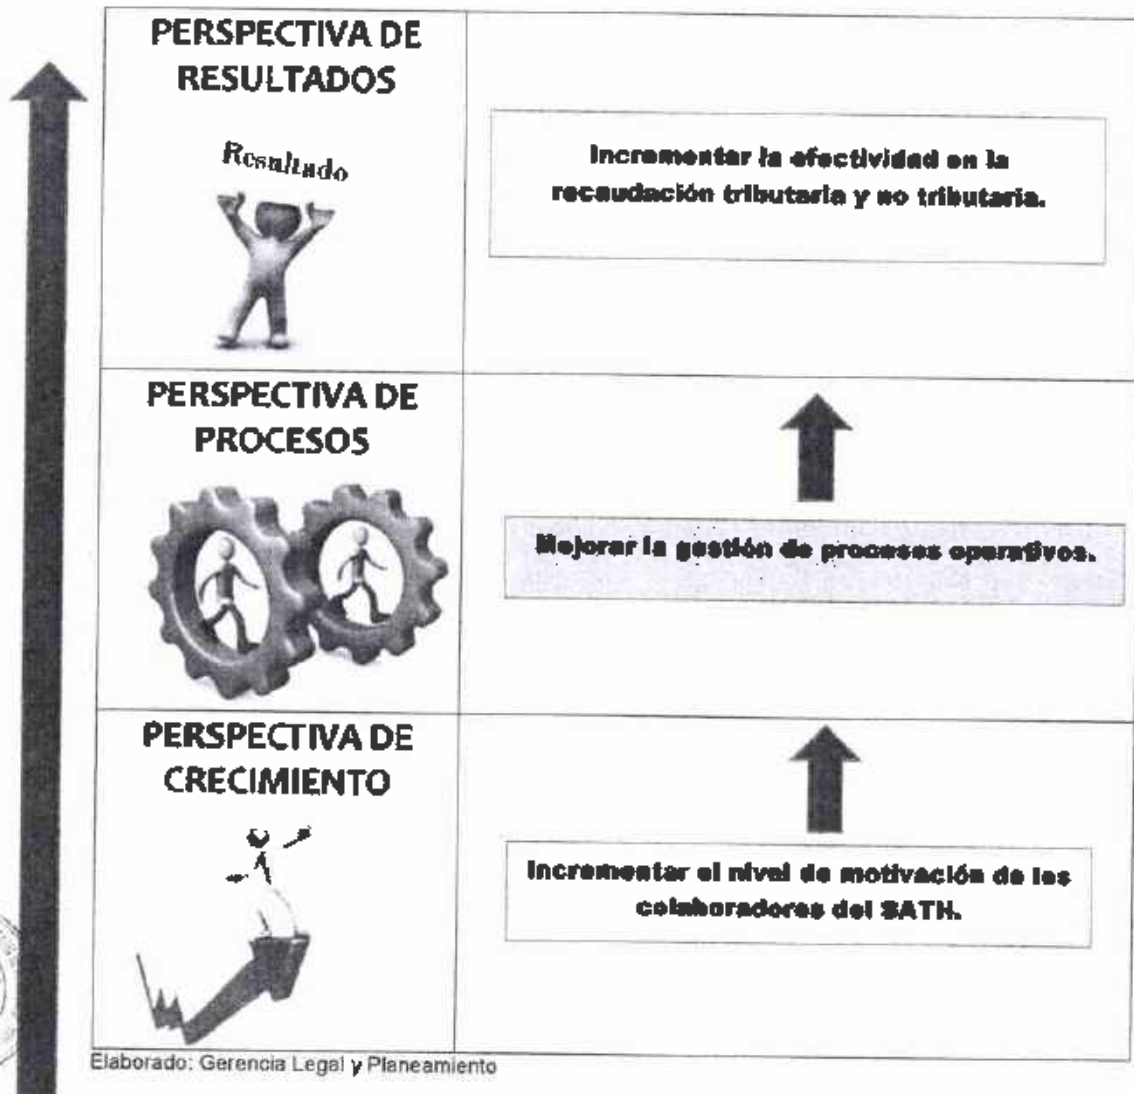 PERSPECTIVA DE
RESULTADOS
Resultado
Incrementar la efectividad en la
recaudación tributaria y no tributaria.
PERSPECTIVA DE
PROCESOS
Mejorar la gestión de procesos operativos.
PERSPECTIVA DE
CRECIMIENTO
Incrementar el nivel de motivación de los
colaboradores del SATH.
Elaborado: Gerencia Legal y Planeamiento